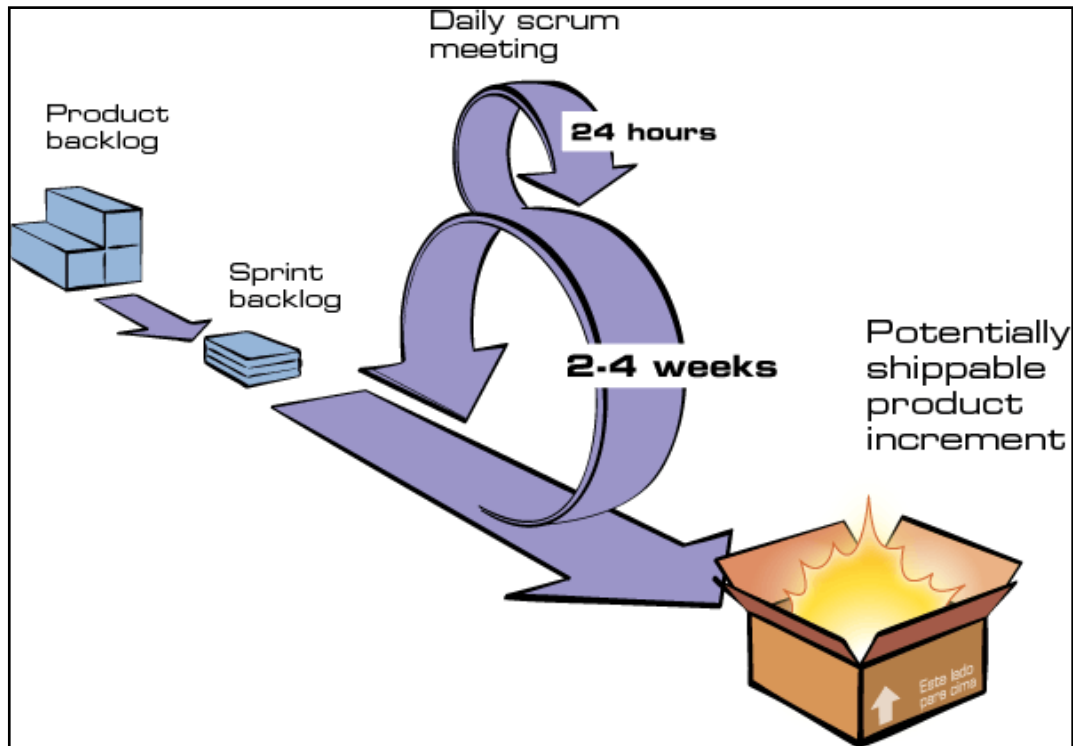 Daily scrum
meeting
24 hours
Product
backlog
Sprint
backlog
2-4 weeks
Potentially
shippable
product
increment
Este lado
para cima